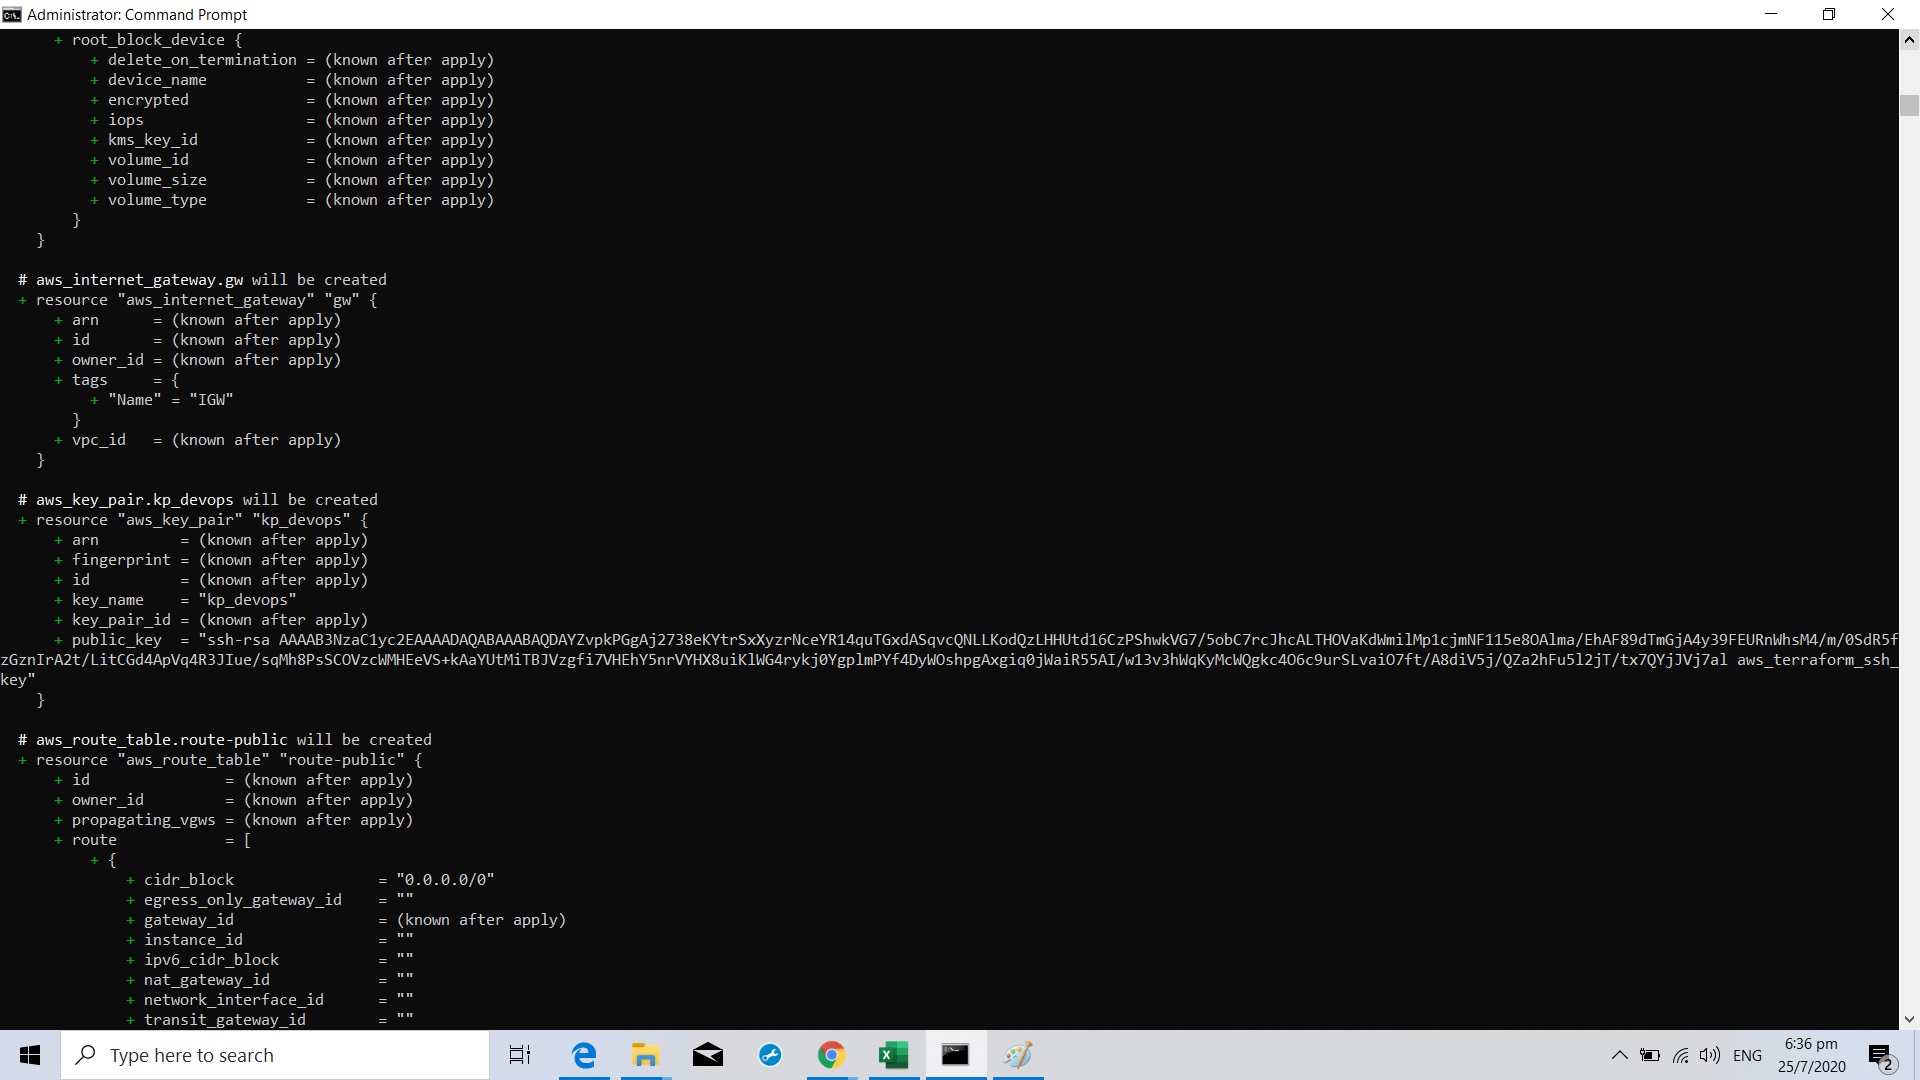 Administrator: Command Prompt
+ root_block_device {
+ delete_on_termination = (known after apply)
+ device_name = (known after apply)
+ encrypted = (known after apply)
+ iops = (known after apply)
+ kms_key_id = (known after apply)
+ volume_id = (known after apply)
+ volume_size = (known after apply)
+ volume_type = (known after apply)
}
}
# aws_internet_gateway.gw will be created
+ resource "aws_internet_gateway" "gw" {
+ arn = (known after apply)
+ id = (known after apply)
+ owner_id = (known after apply)
+ tags = {
+ "Name" = "IGW"
}
+ vpc_id = (known after apply)
}
# aws_key_pair.kp_devops will be created
+ resource "aws_key_pair" "kp_devops" {
+ arn = (known after apply)
+ fingerprint = (known after apply)
+ id = (known after apply)
+ key_name = "kp_devops"
+ key_pair_id = (known after apply)
+ public_key = "ssh-rsa AAAAB3NzaC1yc2EAAAADAQABAAABAQDAYZvpkPGgAj2738eKYtrSxXyzrNceYR14quTGxdASqvcQNLLKodQzLHHUtd16CzPShwkVG7/5obC7rcJhcALTHOVaKdWmilMp1cjmNF115e8OAlma/EhAF89dTmGjA4y39FEURnWhsM4/m/0SdR5f
zGznIrA2t/LitCGd4ApVq4R3JIue/sqMh8PsSCOVzcWMHEeVS+kAaYUtMiTBJVzgfi7VHEhY5nrVYHX8uiKlWG4rykj0YgplmPYf4DyWOshpgAxgiq0jWaiR55AI/w13v3hWqKyMcWQgkc4O6c9urSLvaiO7ft/A8diV5j/QZa2hFu5l2jT/tx7QYjJVj7al aws_terraform_ssh_
key"
}
# aws_route_table.route-public will be created
+ resource "aws_route_table" "route-public" {
+ id = (known after apply)
+ owner_id = (known after apply)
+ propagating_vgws = (known after apply)
+ route = [
+ {
+ cidr_block = "0.0.0.0/0"
+ egress_only_gateway_id = ""
+ gateway_id = (known after apply)
+ instance_id = ""
+ ipv6_cidr_block = ""
+ nat_gateway_id = ""
+ network_interface_id = ""
+ transit_gateway_id = ""
Type here to search
ENG
6:36 pm
25/7/2020
2